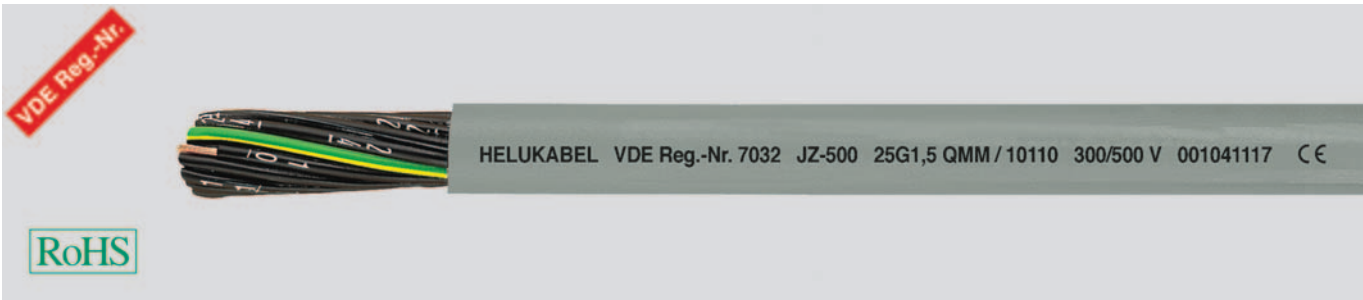 VDE Reg.-Nr.
HELUKABEL VDE Reg.-Nr. 7032 JZ-500 25G1,5 QMM / 10110 300/500 V 001041117 CE
RoHS